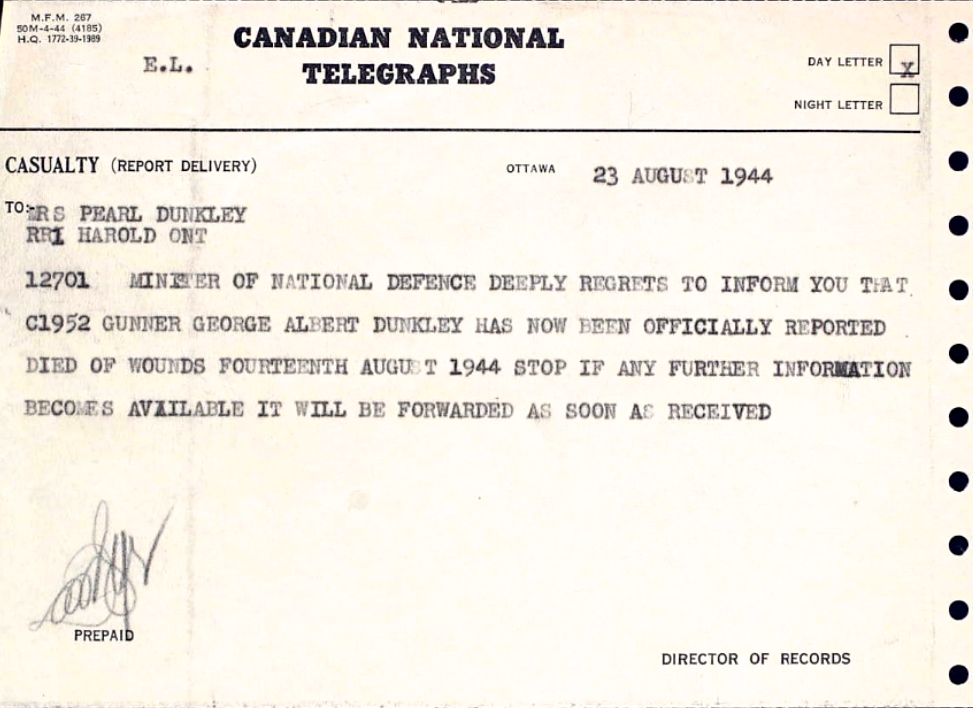 M.F.M. 267
50M-4-44 (4185)
H.Q. 1772-39-1989
E.L.
CANADIAN NATIONAL
TELEGRAPHS
DAY LETTER X
NIGHT LETTER
CASUALTY (REPORT DELIVERY)
OTTAWA 23 AUGUST 1944
TO:- MRS PEARL DUNKLEY
RR1 HAROLD ONT
12701 MINISTER OF NATIONAL DEFENCE DEEPLY REGRETS TO INFORM YOU THAT
C1952 GUNNER GEORGE ALBERT DUNKLEY HAS NOW BEEN OFFICIALLY REPORTED
DIED OF WOUNDS FOURTEENTH AUGUST 1944 STOP IF ANY FURTHER INFORMATION
BECOMES AVAILABLE IT WILL BE FORWARDED AS SOON AS RECEIVED
PREPAID
DIRECTOR OF RECORDS